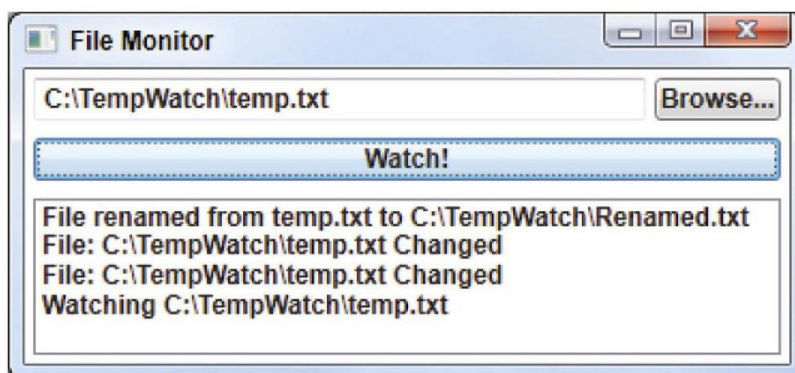 File Monitor
C:\TempWatch\temp.txt Browse...
Watch!
File renamed from temp.txt to C:\TempWatch\Renamed.txt
File: C:\TempWatch\temp.txt Changed
File: C:\TempWatch\temp.txt Changed
Watching C:\TempWatch\temp.txt